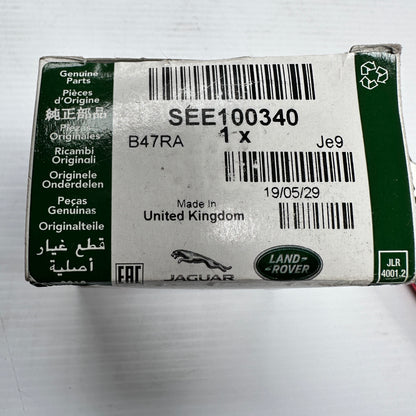 Genuine
Parts
Pièces
d'Origine
純正部品
Piezas
Originales
Ricambi
Originali
Originele
Onderdelen
Peças
Genuinas
Originalteile
قطع غيار
أصلية
SEE100340
1 x
B47RA
Je9
19/05/29
Made In
United Kingdom
EAC
JAGUAR
LAND-
ROVER
JLR
4001.2